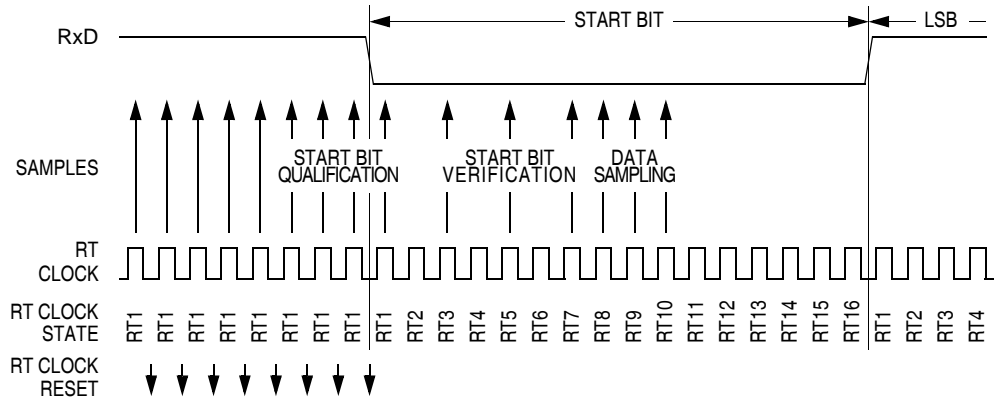 START BIT LSB
RxD
SAMPLES
START BIT QUALIFICATION
START BIT VERIFICATION
DATA SAMPLING
RT CLOCK
RT CLOCK STATE
RT1 RT1 RT1 RT1 RT1 RT1 RT1 RT1 RT1 RT2 RT3 RT4 RT5 RT6 RT7 RT8 RT9 RT10 RT11 RT12 RT13 RT14 RT15 RT16 RT1 RT2 RT3 RT4
RT CLOCK RESET